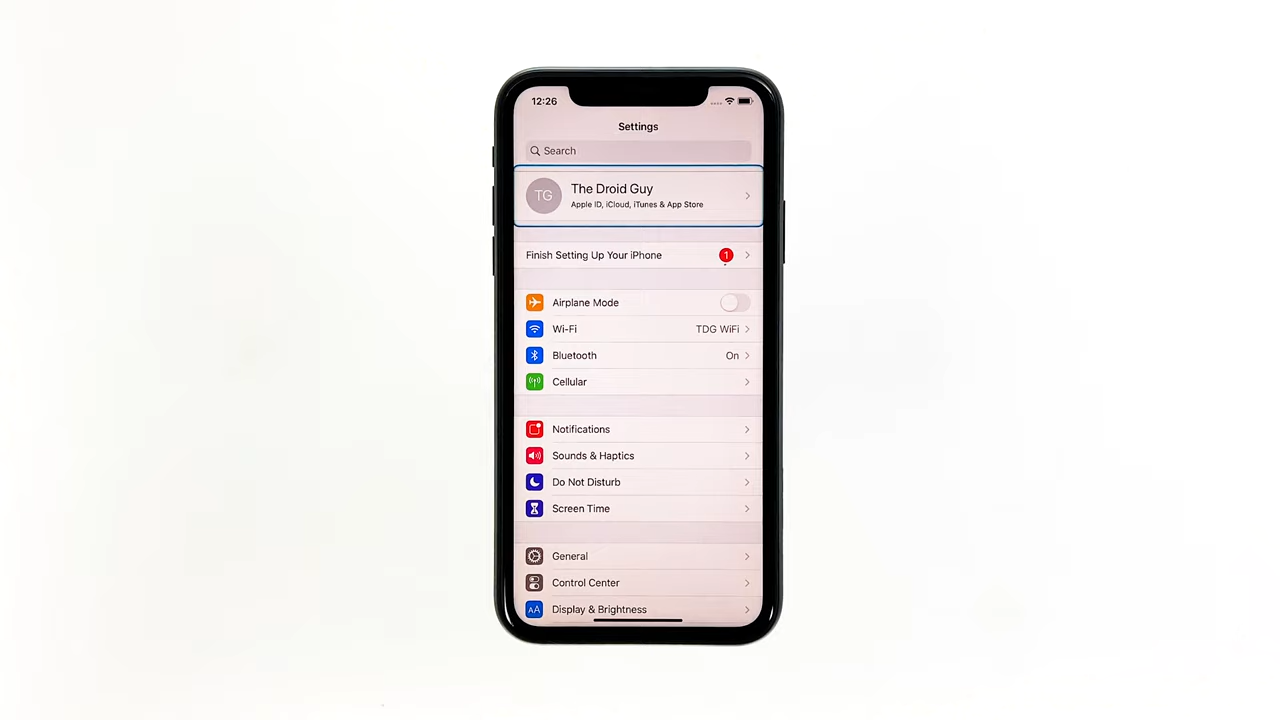 12:26
Settings
Search
TG
The Droid Guy
Apple ID, iCloud, iTunes & App Store
Finish Setting Up Your iPhone 1
Airplane Mode
Wi-Fi TDG WiFi
Bluetooth On
Cellular
Notifications
Sounds & Haptics
Do Not Disturb
Screen Time
General
Control Center
AA Display & Brightness